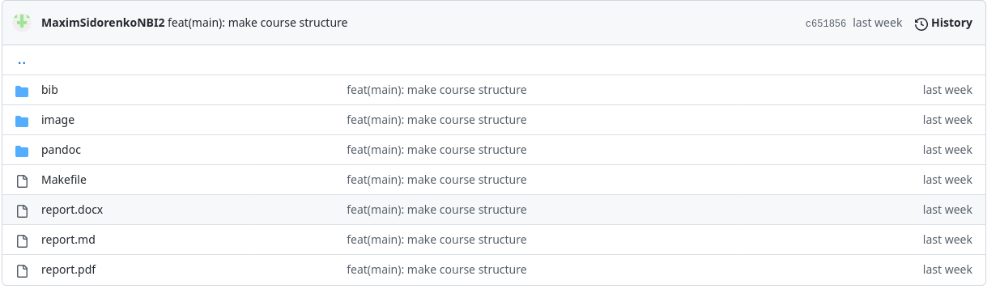 MaximSidorenkoNBI2 feat(main): make course structure c651856 last week History
..
bib feat(main): make course structure last week
image feat(main): make course structure last week
pandoc feat(main): make course structure last week
Makefile feat(main): make course structure last week
report.docx feat(main): make course structure last week
report.md feat(main): make course structure last week
report.pdf feat(main): make course structure last week